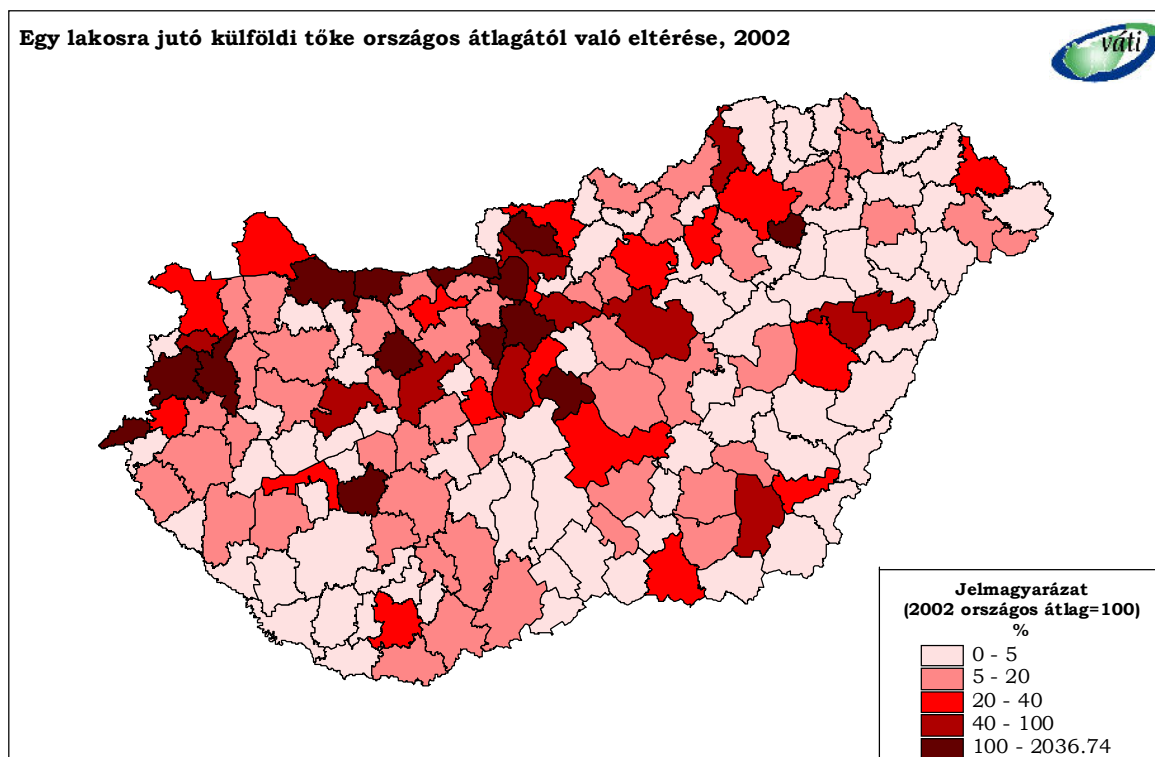 Egy lakosra jutó külföldi tőke országos átlagától való eltérése, 2002
váti
Jelmagyarázat
(2002 országos átlag=100)
%
0 - 5
5 - 20
20 - 40
40 - 100
100 - 2036.74